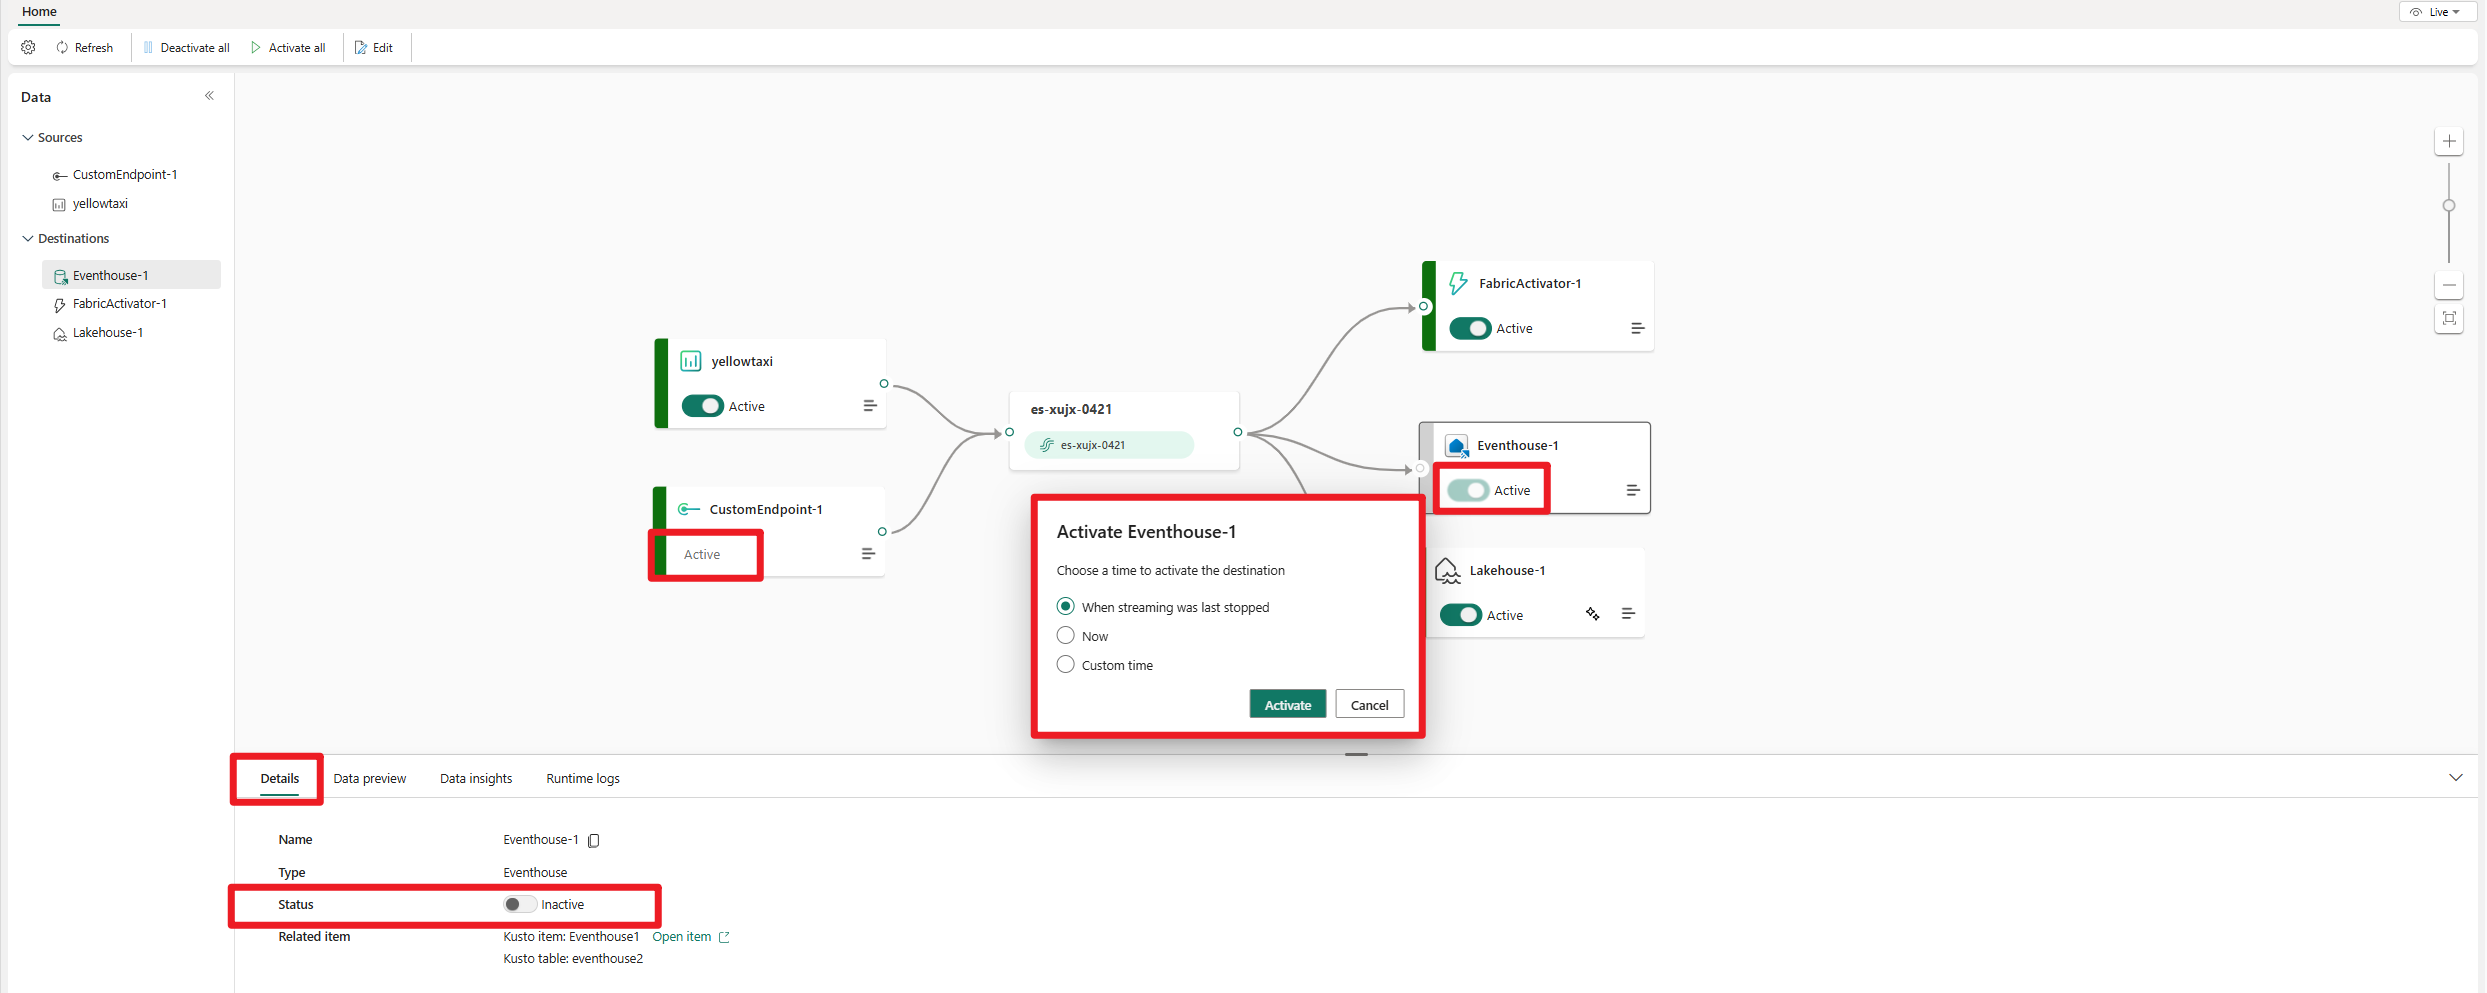 Home
Live
Refresh
Deactivate all
Activate all
Edit
Data
Sources
CustomEndpoint-1
yellowtaxi
Destinations
Eventhouse-1
FabricActivator-1
Lakehouse-1
yellowtaxi
Active
CustomEndpoint-1
Active
es-xujx-0421
es-xujx-0421
FabricActivator-1
Active
Eventhouse-1
Active
Lakehouse-1
Active
Activate Eventhouse-1
Choose a time to activate the destination
When streaming was last stopped
Now
Custom time
Activate
Cancel
Details
Data preview
Data insights
Runtime logs
Name
Eventhouse-1
Type
Eventhouse
Status
Inactive
Related item
Kusto item: Eventhouse1
Open item
Kusto table: eventhouse2